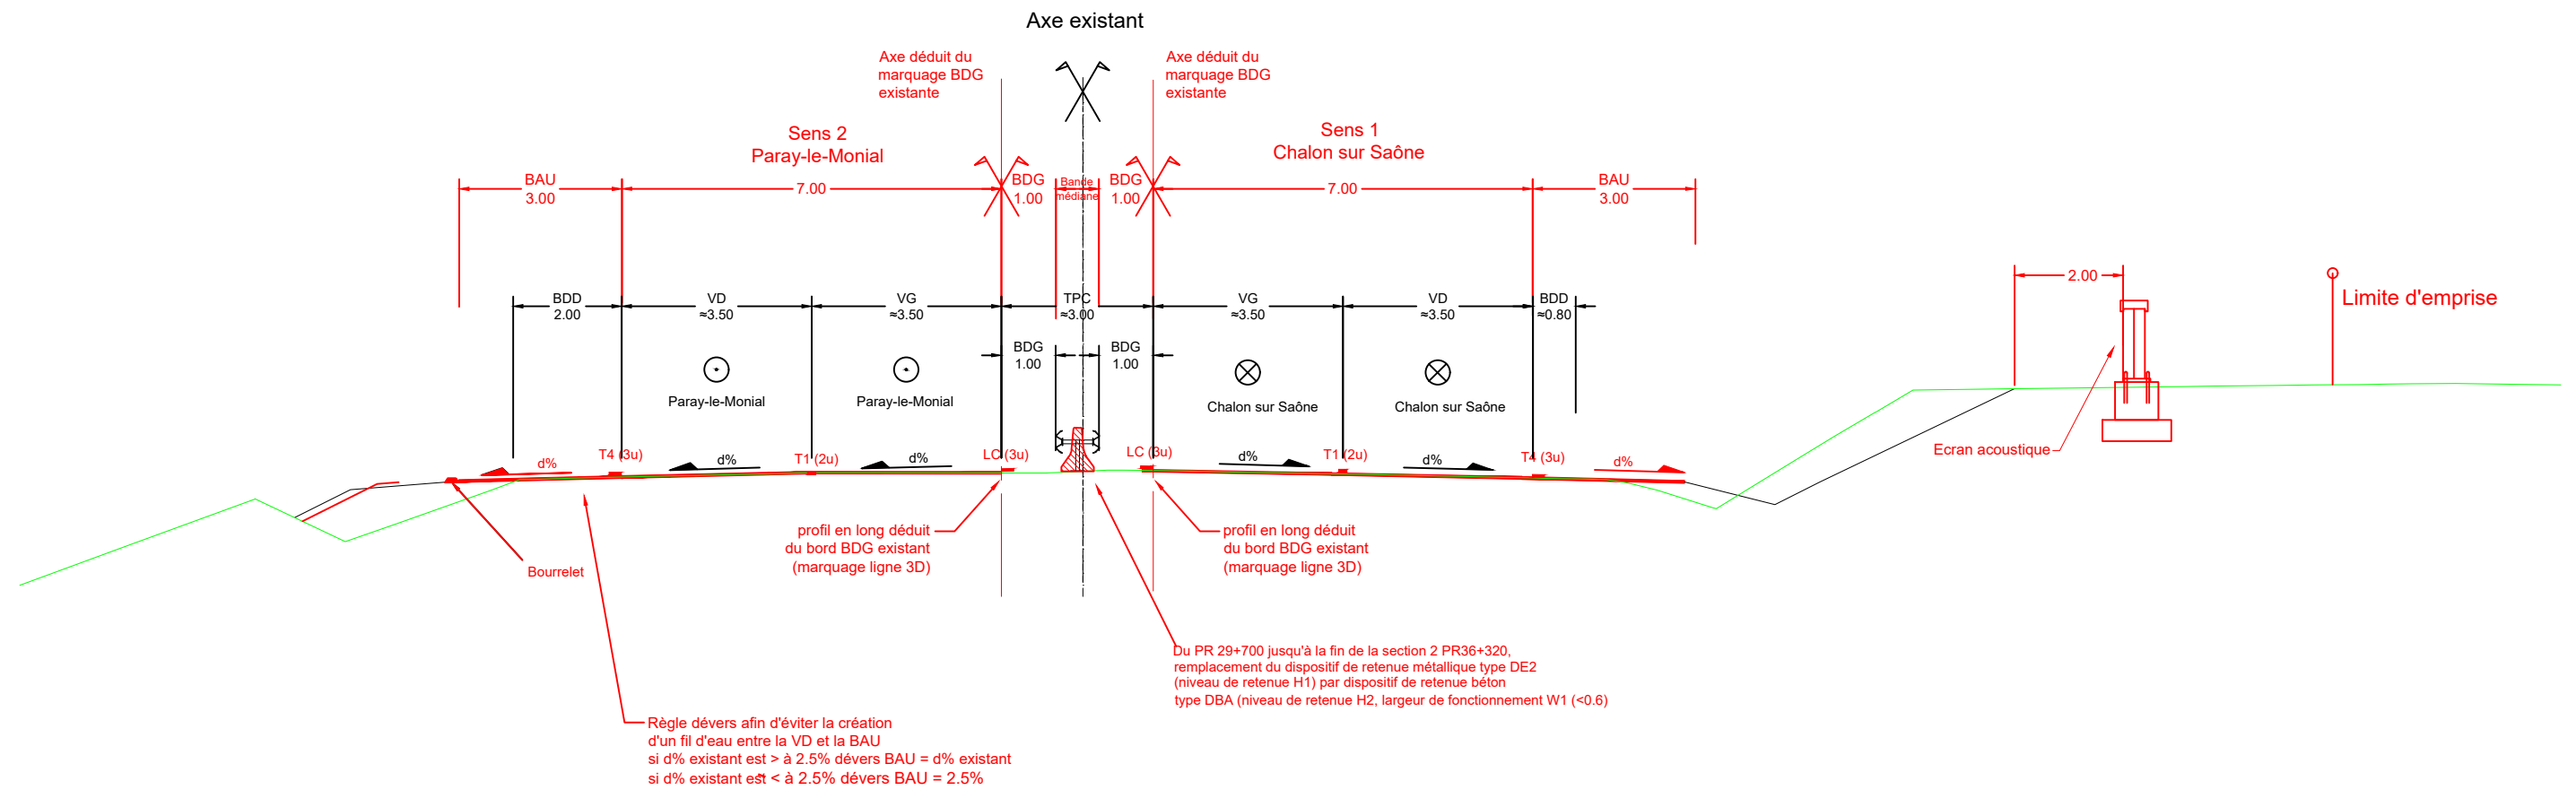 Axe existant
Axe déduit du
marquage BDG
existante
Axe déduit du
marquage BDG
existante
Sens 2
Paray-le-Monial
Sens 1
Chalon sur Saône
BAU
3.00
7.00
BDG
1.00
Bande
médiane
BDG
1.00
7.00
BAU
3.00
2.00
Limite d'emprise
BDD
2.00
VD
≈3.50
VG
≈3.50
TPC
≈3.00
VG
≈3.50
VD
≈3.50
BDD
≈0.80
BDG
1.00
BDG
1.00
Paray-le-Monial
Paray-le-Monial
Chalon sur Saône
Chalon sur Saône
Ecran acoustique
d%
T4 (3u)
d%
T1 (2u)
d%
LC (3u)
LC (3u)
d%
T1 (2u)
d%
T4 (3u)
d%
profil en long déduit
du bord BDG existant
(marquage ligne 3D)
profil en long déduit
du bord BDG existant
(marquage ligne 3D)
Bourrelet
Du PR 29+700 jusqu'à la fin de la section 2 PR36+320,
remplacement du dispositif de retenue métallique type DE2
(niveau de retenue H1) par dispositif de retenue béton
type DBA (niveau de retenue H2, largeur de fonctionnement W1 (<0.6)
Règle dévers afin d'éviter la création
d'un fil d'eau entre la VD et la BAU
si d% existant est > à 2.5% dévers BAU = d% existant
si d% existant est < à 2.5% dévers BAU = 2.5%